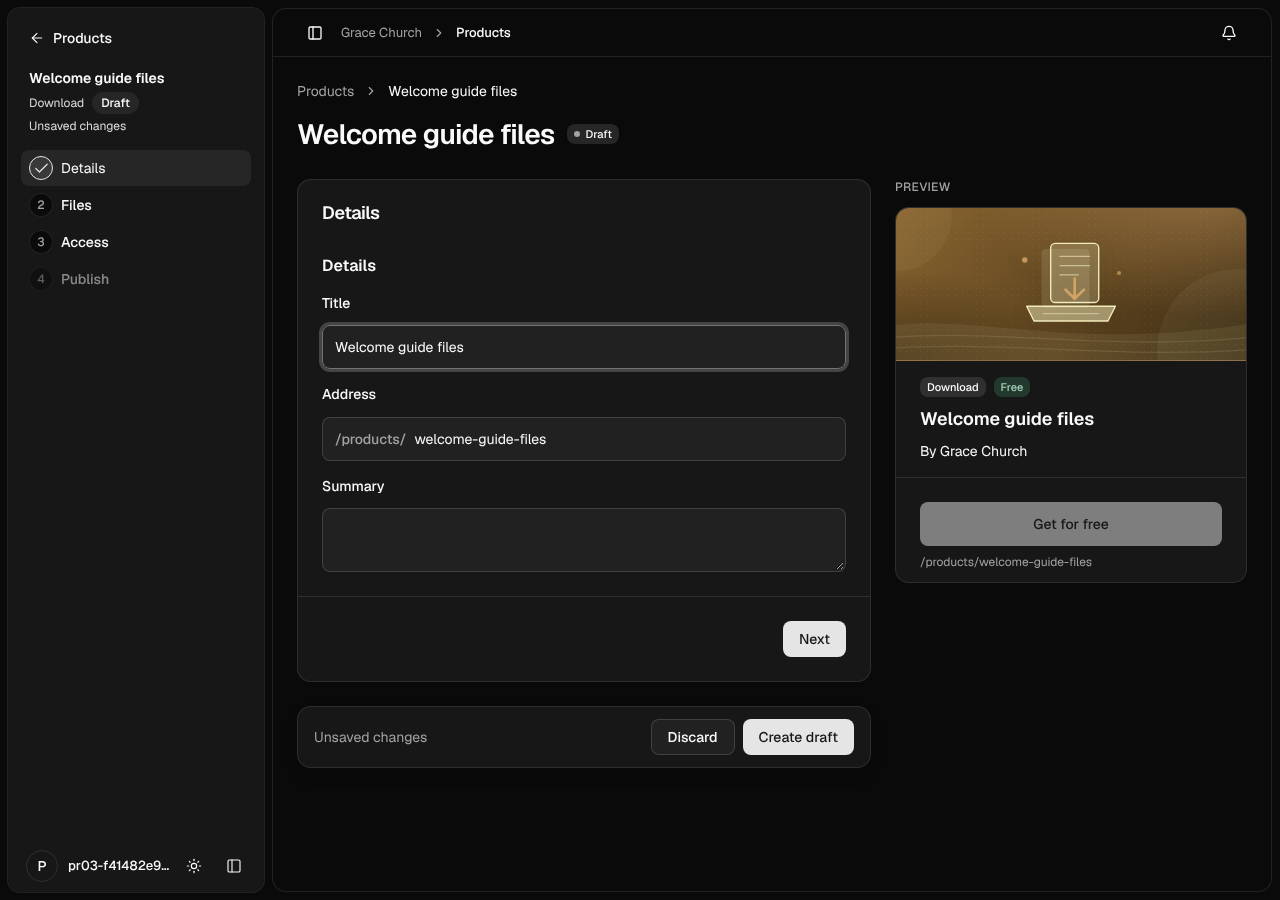 Products
Welcome guide files
Download Draft
Unsaved changes
Details
2 Files
3 Access
4 Publish
P pr03-f41482e9…
Grace Church Products
Products Welcome guide files
Welcome guide files Draft
Details
Details
Title
Welcome guide files
Address
/products/ welcome-guide-files
Summary
Next
Unsaved changes Discard Create draft
PREVIEW
Download Free
Welcome guide files
By Grace Church
Get for free
/products/welcome-guide-files